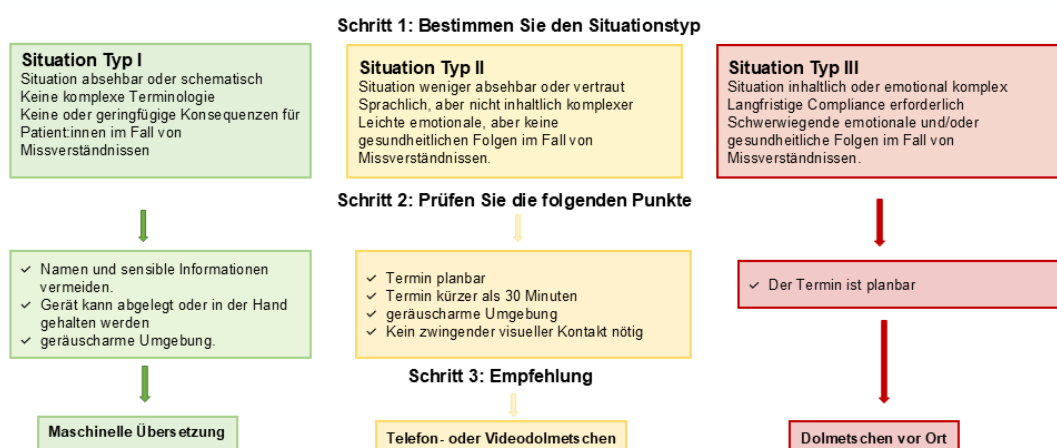 Schritt 1: Bestimmen Sie den Situationstyp
Situation Typ I
Situation absehbar oder schematisch
Keine komplexe Terminologie
Keine oder geringfügige Konsequenzen für
Patient:innen im Fall von
Missverständnissen
Situation Typ II
Situation weniger absehbar oder vertraut
Sprachlich, aber nicht inhaltlich komplexer
Leichte emotionale, aber keine
gesundheitlichen Folgen im Fall von
Missverständnissen.
Situation Typ III
Situation inhaltlich oder emotional komplex
Langfristige Compliance erforderlich
Schwerwiegende emotionale und/oder
gesundheitliche Folgen im Fall von
Missverständnissen.
Schritt 2: Prüfen Sie die folgenden Punkte
✓ Namen und sensible Informationen
vermeiden.
✓ Gerät kann abgelegt oder in der Hand
gehalten werden
✓ geräuscharme Umgebung.
✓ Termin planbar
✓ Termin kürzer als 30 Minuten
✓ geräuscharme Umgebung
✓ Kein zwingender visueller Kontakt nötig
✓ Der Termin ist planbar
Schritt 3: Empfehlung
Maschinelle Übersetzung
Telefon- oder Videodolmetschen
Dolmetschen vor Ort